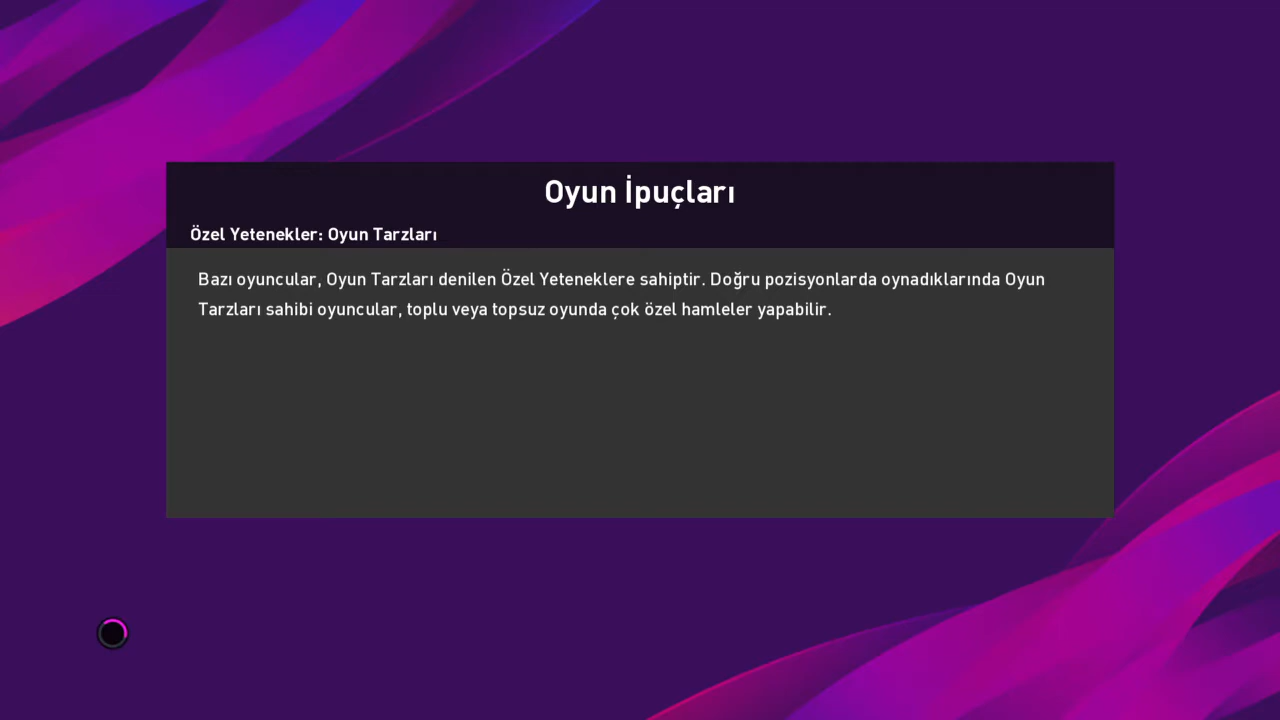 Oyun İpuçları
Özel Yetenekler: Oyun Tarzları
Bazı oyuncular, Oyun Tarzları denilen Özel Yeteneklere sahiptir. Doğru pozisyonlarda oynadıklarında Oyun
Tarzları sahibi oyuncular, toplu veya topsuz oyunda çok özel hamleler yapabilir.